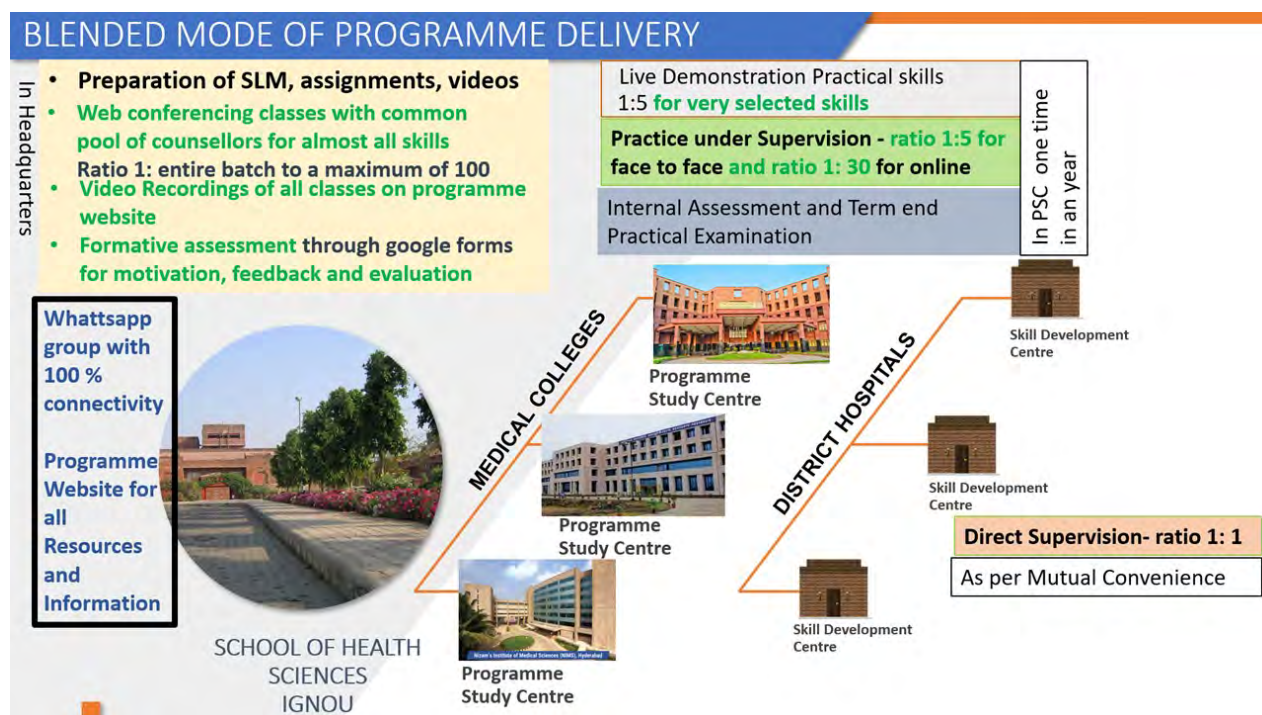 BLENDED MODE OF PROGRAMME DELIVERY
In Headquarters
• Preparation of SLM, assignments, videos
• Web conferencing classes with common
pool of counsellors for almost all skills
Ratio 1: entire batch to a maximum of 100
• Video Recordings of all classes on programme
website
• Formative assessment through google forms
for motivation, feedback and evaluation
Live Demonstration Practical skills
1:5 for very selected skills
Practice under Supervision - ratio 1:5 for
face to face and ratio 1: 30 for online
Internal Assessment and Term end
Practical Examination
In PSC one time
in an year
Whattsapp
group with
100 %
connectivity
Programme
Website for
all
Resources
and
Information
SCHOOL OF HEALTH
SCIENCES
IGNOU
MEDICAL COLLEGES
Programme
Study Centre
Programme
Study Centre
Nizam's Institute of Medical Sciences (NIMS), Hyderabad
Programme
Study Centre
DISTRICT HOSPITALS
Skill Development
Centre
Skill Development
Centre
Skill Development
Centre
Direct Supervision- ratio 1: 1
As per Mutual Convenience